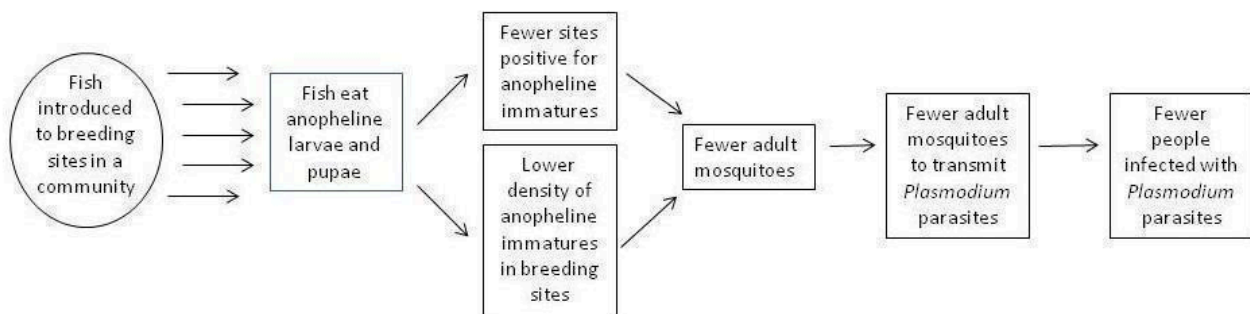 Fish
introduced
to breeding
sites in a
community
Fish eat
anopheline
larvae and
pupae
Fewer sites
positive for
anopheline
immatures
Lower
density of
anopheline
immatures
in breeding
sites
Fewer adult
mosquitoes
Fewer adult
mosquitoes
to transmit
Plasmodium
parasites
Fewer
people
infected with
Plasmodium
parasites